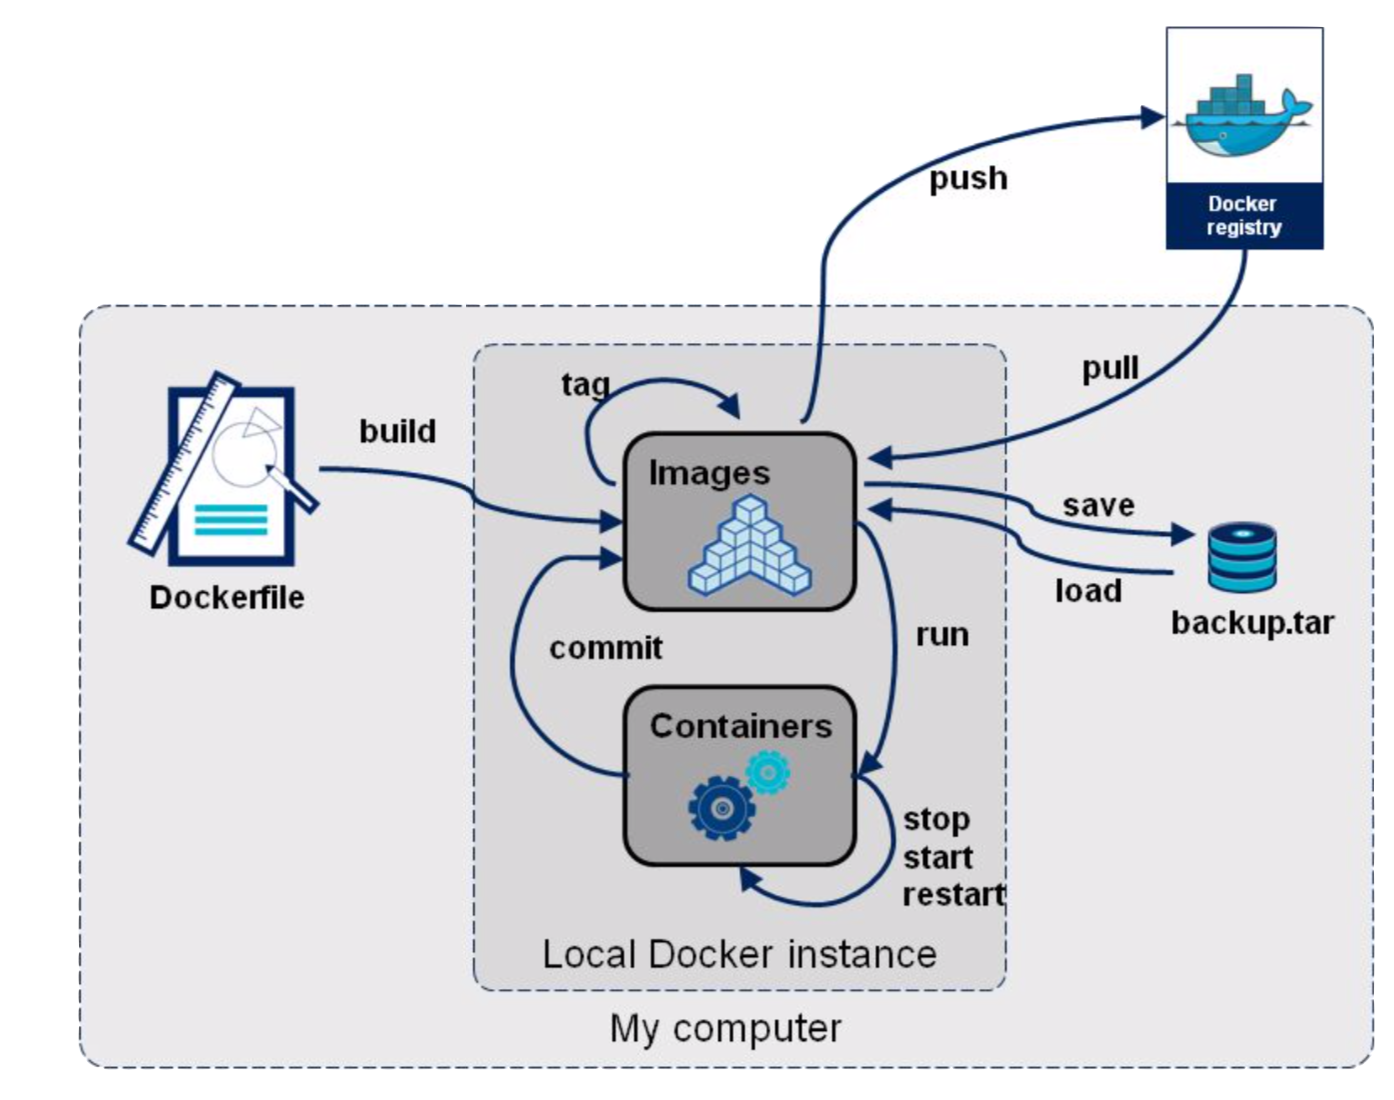 Docker
registry
push
pull
tag
build
Images
save
load
Dockerfile
backup.tar
commit
run
Containers
stop
start
restart
Local Docker instance
My computer